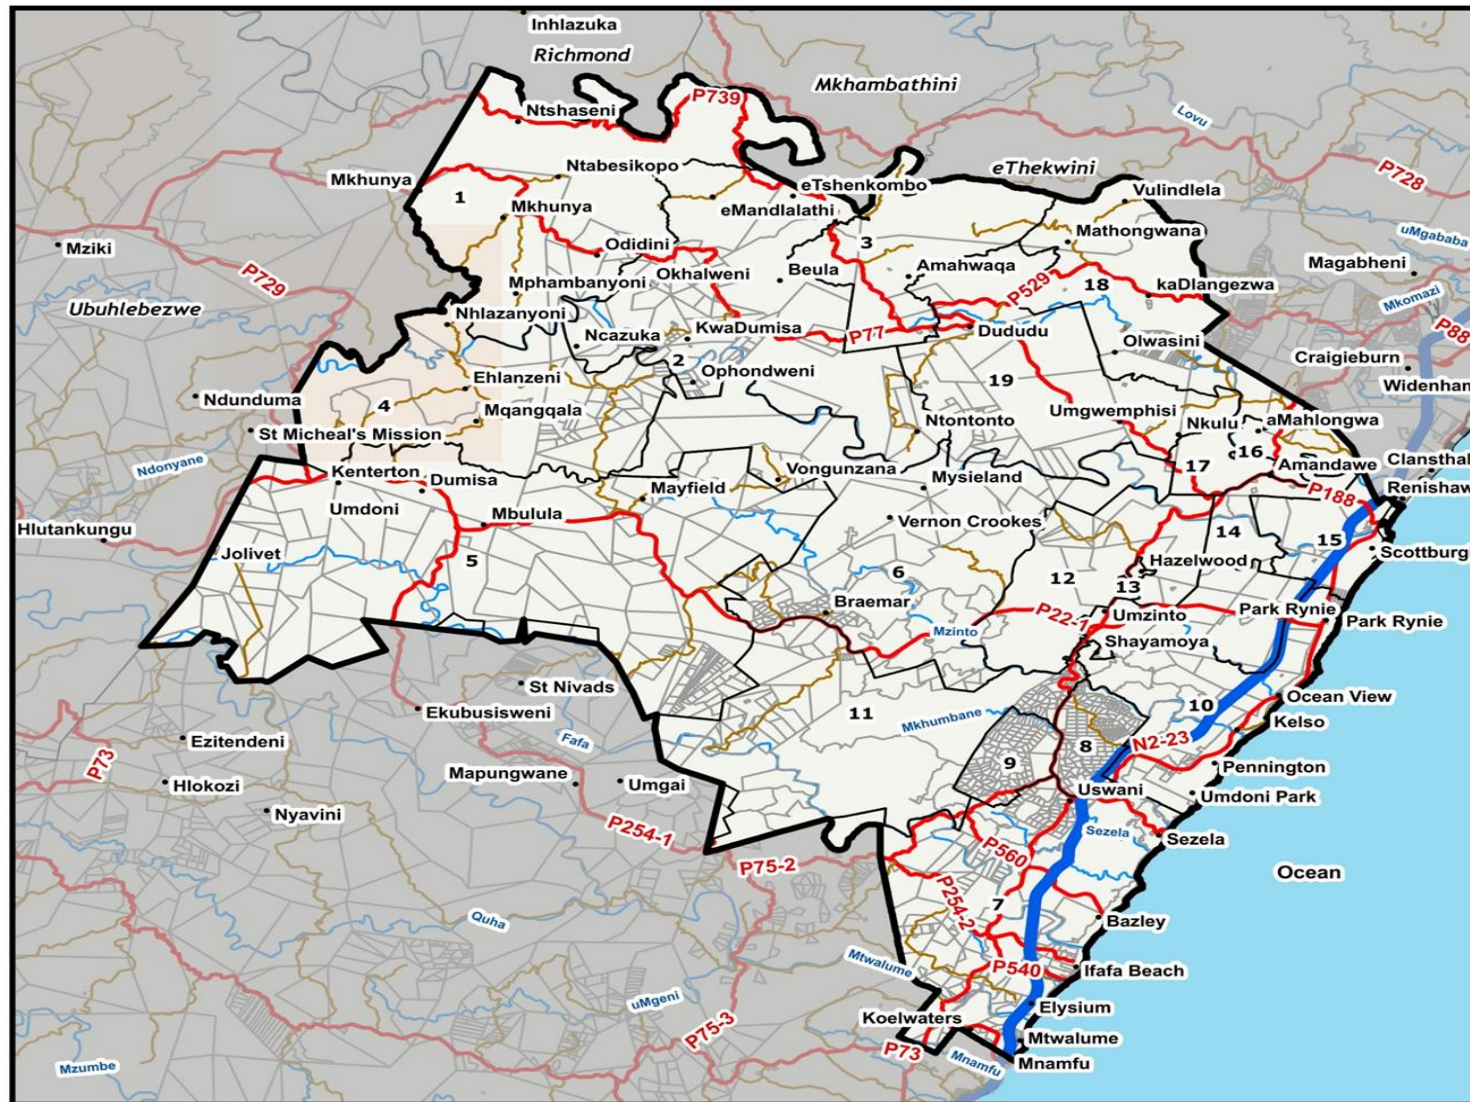 Inhlazuka
Richmond
Mkhambathini
P739
Ntshaseni
Lovu
Ntabesikopo
eThekwini
P728
Mkhunya
eTshenkombo
Vulindlela
1
eMandlalathi
Mkhunya
Mathongwana
uMgababa
Mziki
Odidini
3
Magabheni
P729
Okhalweni
Beula
Amahwaqa
Mphambanyoni
P529
18
kaDlangezwa
Ubuhlebezwe
Nhlazanyoni
Mkomazi
Ncazuka
KwaDumisa
P77
Dududu
P88
Olwasini
Craigieburn
2
Ophondweni
Ehlanzeni
19
Widenham
Ndunduma
4
Mqangqala
Umgwemphisi
Nkulu
aMahlongwa
St Micheal's Mission
Ntontonto
16
Ndonyane
Kenterton
Vongunzana
17
Amandawe
Clansthal
Dumisa
Mysieland
P188
Renishaw
Umdoni
Mayfield
Mbulula
Vernon Crookes
14
15
Hlutankungu
Jolivet
5
Hazelwood
Scottburg
6
12
13
Braemar
P22-1
Umzinto
Park Rynie
Park Rynie
Mzinto
Shayamoya
St Nivads
Ocean View
Ekubusisweni
11
Mkhumbane
10
Kelso
Ezitendeni
Fafa
N2-23
P73
9
8
Pennington
Hlokozi
Mapungwane
Umgai
Uswani
Umdoni Park
Nyavini
P254-1
Sezela
Sezela
P560
P75-2
Ocean
P254-2
7
Quha
Bazley
Mtwalume
P540
Ifafa Beach
uMgeni
Elysium
Koelwaters
P75-3
Mtwalume
P73
Mnamfu
Mnamfu
Mzumbe